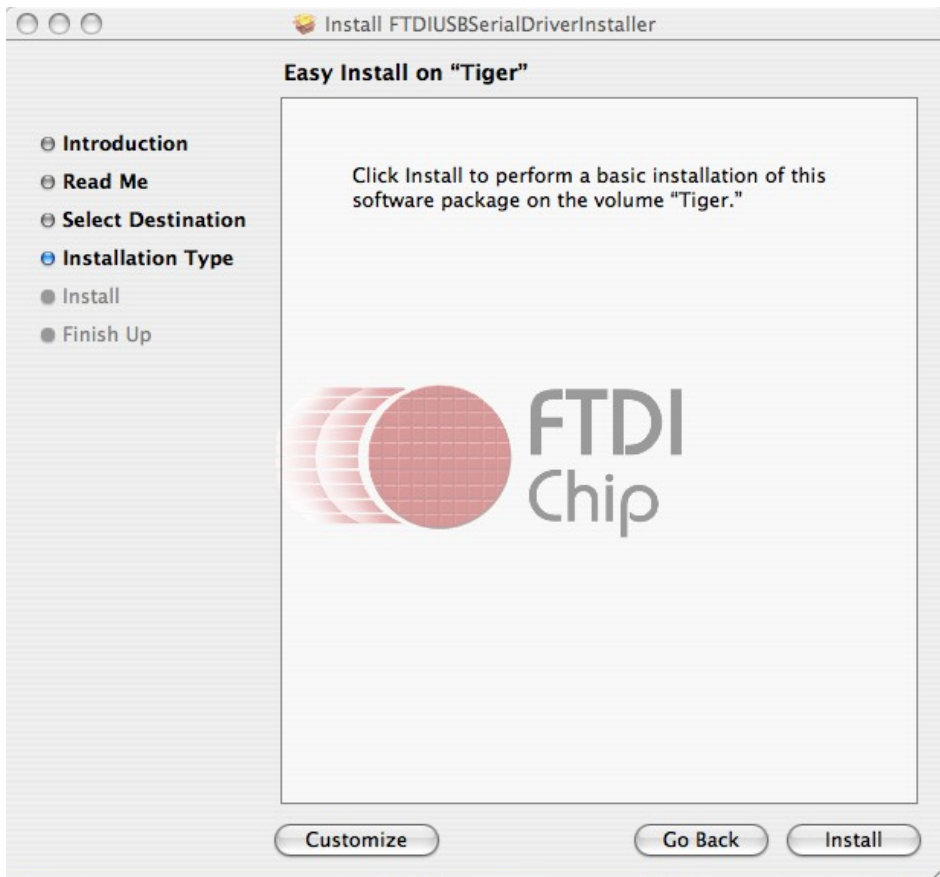 Install FTDIUSBSerialDriverInstaller
Easy Install on “Tiger”
Introduction
Read Me
Select Destination
Installation Type
Install
Finish Up
Click Install to perform a basic installation of this
software package on the volume “Tiger.”
FTDI
Chip
Customize
Go Back
Install